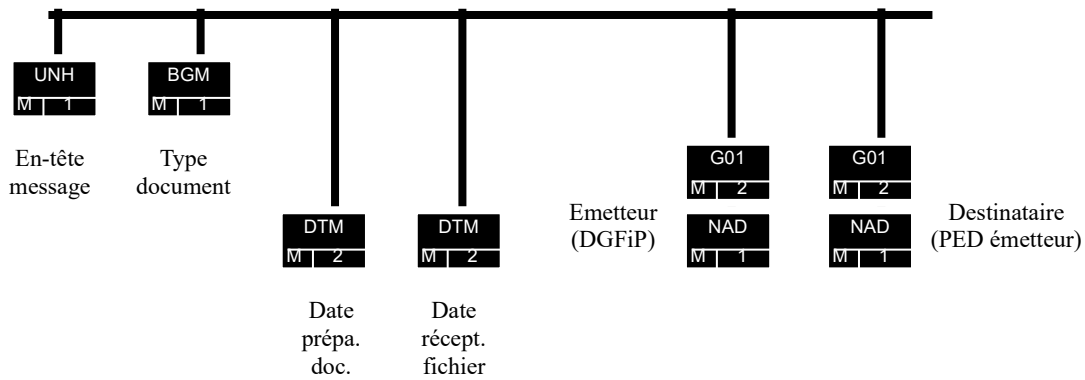 UNH
M 1
En-tête
message
BGM
M 1
Type
document
DTM
M 2
Date
prépa.
doc.
DTM
M 2
Date
récept.
fichier
Emetteur
(DGFiP)
G01
M 2
NAD
M 1
G01
M 2
NAD
M 1
Destinataire
(PED émetteur)